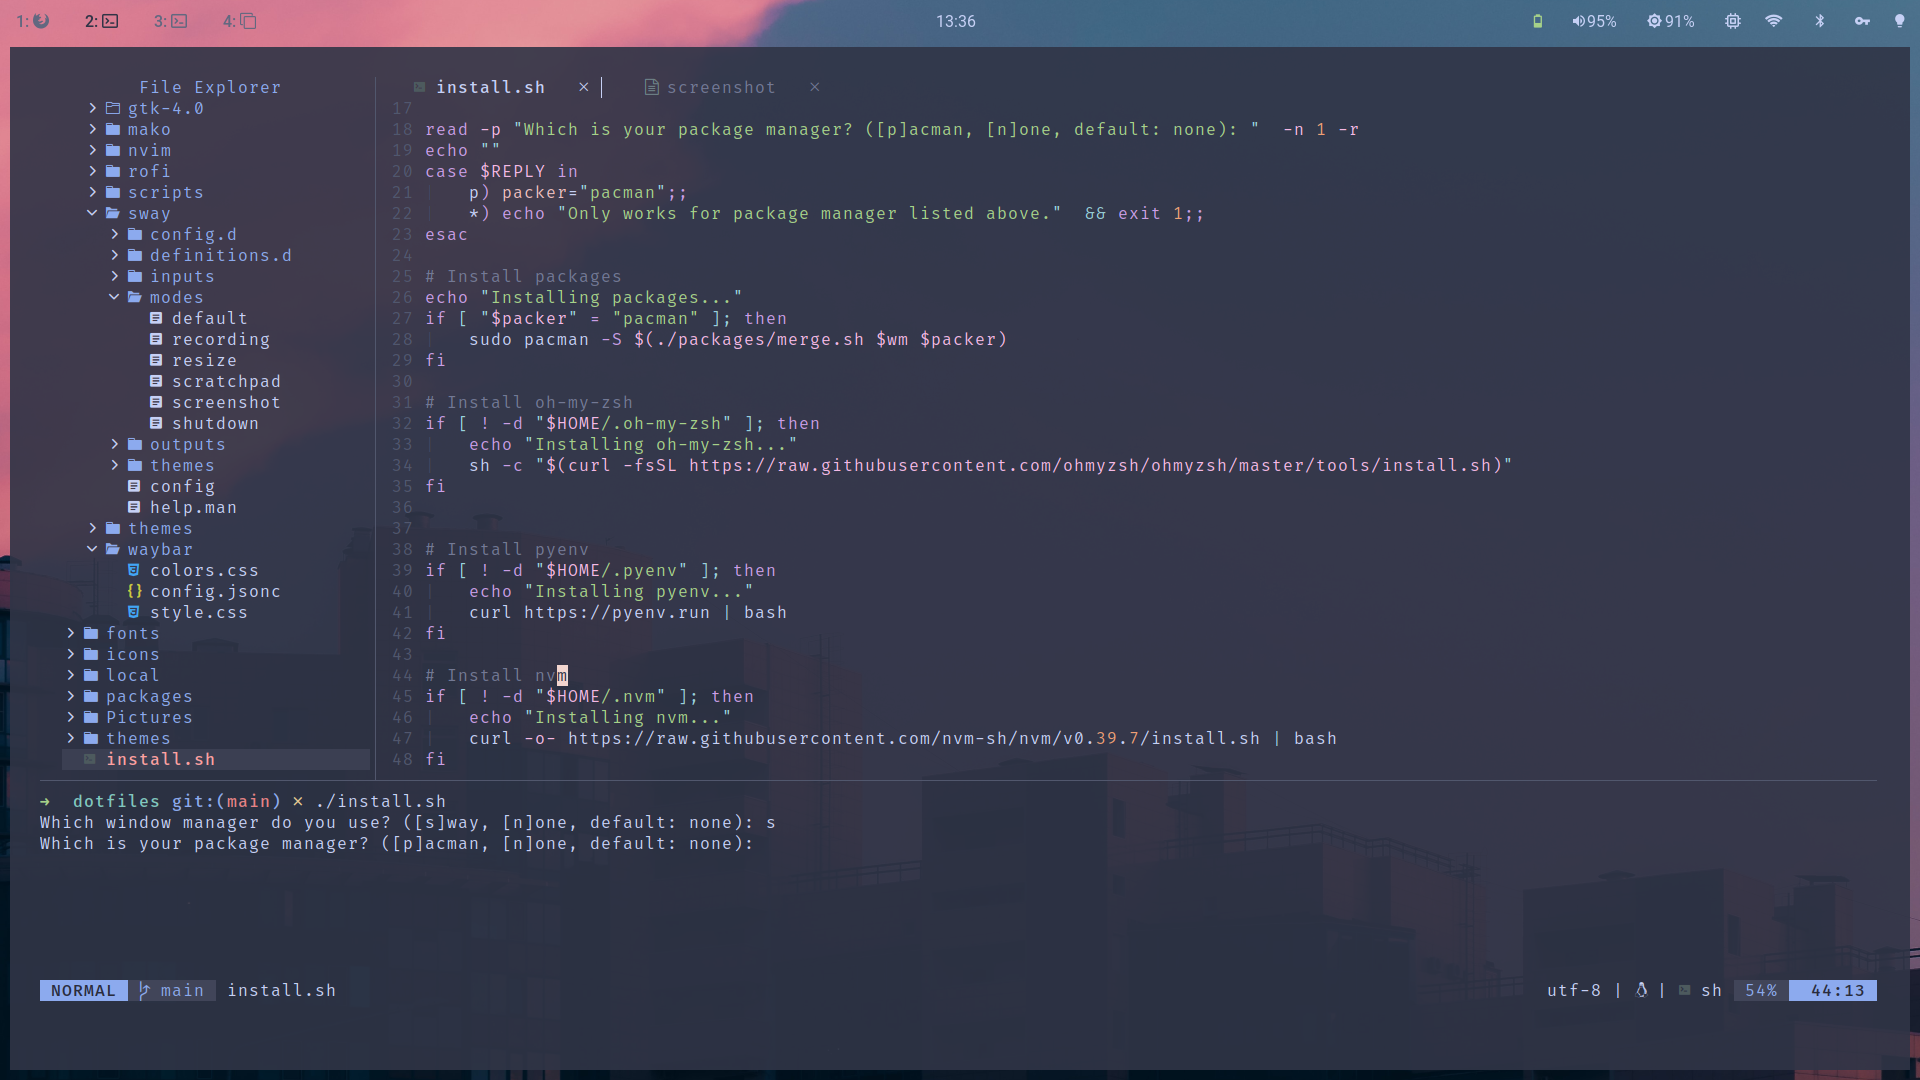 1: 2: 3: 4: 13:36 95% 91%
File Explorer
gtk-4.0
mako
nvim
rofi
scripts
sway
config.d
definitions.d
inputs
modes
default
recording
resize
scratchpad
screenshot
shutdown
outputs
themes
config
help.man
themes
waybar
colors.css
config.jsonc
style.css
fonts
icons
local
packages
Pictures
themes
install.sh
install.sh × screenshot ×
17
18 read -p "Which is your package manager? ([p]acman, [n]one, default: none): "  -n 1 -r
19 echo ""
20 case $REPLY in
21     p) packer="pacman";;
22     *) echo "Only works for package manager listed above."  && exit 1;;
23 esac
24
25 # Install packages
26 echo "Installing packages..."
27 if [ "$packer" = "pacman" ]; then
28     sudo pacman -S $(./packages/merge.sh $wm $packer)
29 fi
30
31 # Install oh-my-zsh
32 if [ ! -d "$HOME/.oh-my-zsh" ]; then
33     echo "Installing oh-my-zsh..."
34     sh -c "$(curl -fsSL https://raw.githubusercontent.com/ohmyzsh/ohmyzsh/master/tools/install.sh)"
35 fi
36
37
38 # Install pyenv
39 if [ ! -d "$HOME/.pyenv" ]; then
40     echo "Installing pyenv..."
41     curl https://pyenv.run | bash
42 fi
43
44 # Install nvm
45 if [ ! -d "$HOME/.nvm" ]; then
46     echo "Installing nvm..."
47     curl -o- https://raw.githubusercontent.com/nvm-sh/nvm/v0.39.7/install.sh | bash
48 fi
→  dotfiles git:(main) × ./install.sh
Which window manager do you use? ([s]way, [n]one, default: none): s
Which is your package manager? ([p]acman, [n]one, default: none):
NORMAL main install.sh utf-8 | | sh 54% 44:13